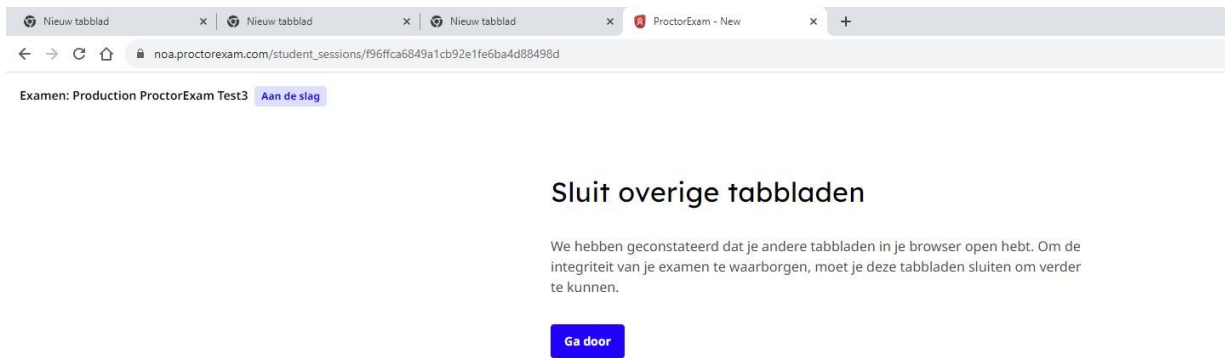 Nieuw tabblad Nieuw tabblad Nieuw tabblad ProctorExam - New
noa.proctorexam.com/student_sessions/f96ffca6849a1cb92e1fe6ba4d88498d
Examen: Production ProctorExam Test3 Aan de slag
Sluit overige tabbladen
We hebben geconstateerd dat je andere tabbladen in je browser open hebt. Om de
integriteit van je examen te waarborgen, moet je deze tabbladen sluiten om verder
te kunnen.
Ga door